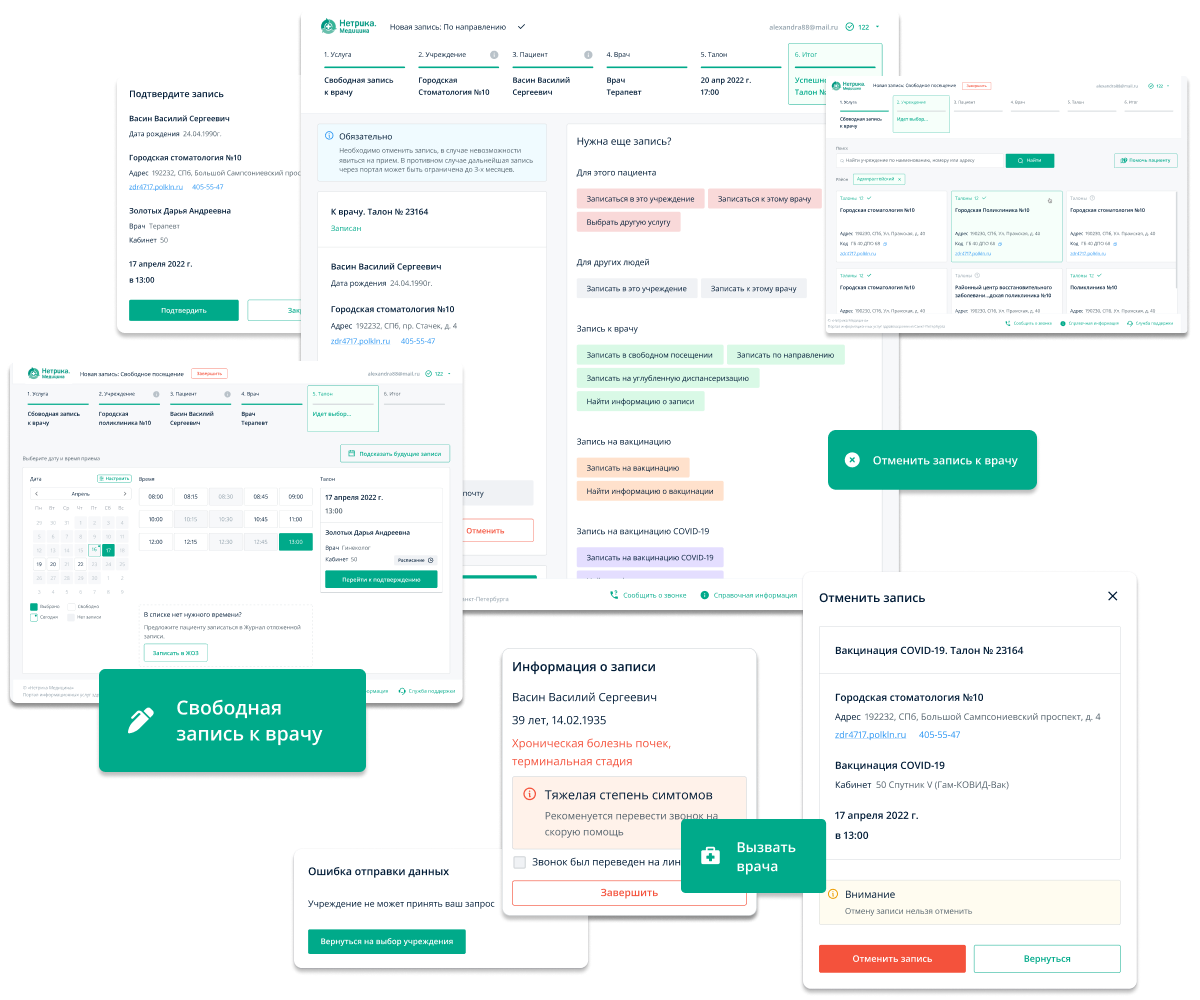 Нетрика.
Медицина
Новая запись: По направлению
alexandra88@mail.ru
122
1. Услуга
2. Учреждение
3. Пациент
4. Врач
5. Талон
6. Итог
Свободная запись
к врачу
Городская
Стоматология №10
Васин Василий
Сергеевич
Врач
Терапевт
20 апр 2022 г.
17:00
Успешно
Талон №
Обязательно
Необходимо отменить запись, в случае невозможности
явиться на прием. В противном случае дальнейшая запись
через портал может быть ограничена до 3-х месяцев.
К врачу. Талон № 23164
Записан
Васин Василий Сергеевич
Дата рождения 24.04.1990г.
Городская стоматология №10
Адрес 192232, СПб, пр. Стачек, д. 4
zdr4717.polkln.ru 405-55-47
почту
Отменить
Нужна еще запись?
Для этого пациента
Записаться в это учреждение
Записаться к этому врачу
Выбрать другую услугу
Для других людей
Записать в это учреждение
Записать к этому врачу
Запись к врачу
Записать в свободном посещении
Записать по направлению
Записать на углубленную диспансеризацию
Найти информацию о записи
Запись на вакцинацию
Записать на вакцинацию
Найти информации о вакцинации
Запись на вакцинацию COVID-19
Записать на вакцинацию COVID-19
нкт-Петербурга
Сообщить о звонке
Справочная информация
Подтвердите запись
Васин Василий Сергеевич
Дата рождения 24.04.1990г.
Городская стоматология №10
Адрес 192232, СПб, Большой Сампсониевский прос
zdr4717.polkln.ru 405-55-47
Золотых Дарья Андреевна
Врач Терапевт
Кабинет 50
17 апреля 2022 г.
в 13:00
Подтвердить
Зак
Нетрика.
Медицина
Новая запись: Свободное посещение
Завершить
alexandra88@mail.ru
122
1. Услуга
2. Учреждение
3. Пациент
4. Врач
5. Талон
6. Итог
Свободная запись
к врачу
Идет выбор...
Поиск
Найти учреждение по наименованию, номеру или адресу
Найти
Помочь пациенту
Район
Адмиралтейский
Талоны 12
Городская стоматология №10
Адрес 190230, СПб, Ул. Пражская, д. 40
Код ГБ 40 ДПО 68
zdr4717.polkln.ru
Талоны 12
Городская Поликлиника №10
Адрес 190230, СПб, Ул. Пражская, д. 40
Код ГБ 40 ДПО 68
zdr4717.polkln.ru
Талоны
Городская стоматология №10
Адрес 190230, СПб, Ул. Пражская, д. 40
Код ГБ 40 ДПО 68
zdr4717.polkln.ru
Талоны 12
Городская стоматология №10
Адрес 190230, СПб, Ул. Пражская, д. 40
Талоны
Районный центр восстановительного
заболевани...дская поликлиника №10
Адрес 190230, СПб, Ул. Пражская, д. 40
Талоны 12
Поликлиника №10
Адрес 190230, СПб, Ул. Пражская, д. 40
© «Нетрика Медицина»
Сообщить о звонке
Справочная информация
Служба поддержки
Нетрика.
Медицина
Новая запись: Свободное посещение
Завершить
alexandra88@mail.ru
122
1. Услуга
2. Учреждение
3. Пациент
4. Врач
5. Талон
6. Итог
Сбоводная запись
к врачу
Городская
поликлиника №10
Васин Василий
Сергеевич
Врач
Терапевт
Идет выбор...
Выберите дату и время приема
Подсказать будущие записи
Дата
Настроить
Апрель
Пн Вт Ср Чт Пт Сб Вс
29 30 31 1 2 3 4
5 6 7 8 9 10 11
12 13 14 15 16 17 18
19 20 21 22 23 24 25
26 27 28 29 30 1 2
3 4 5 6 7 8 9
Выбрано
Свободен
Сегодня
Нет записи
Время
08:00 08:15 08:30 08:45 09:00
10:00 10:15 10:30 10:45 11:00
12:00 12:15 12:30 12:45 13:00
В списке нет нужного времени?
Предложите пациенту записаться в Журнал отложенной
записи.
Записать в ЖОЗ
Талон
17 апреля 2022 г.
13:00
Золотых Дарья Андреевна
Врач Гинеколог
Кабинет 50
Расписание
Перейти к подтверждению
© «Нетрика Медицина»
Портал информационных услуг здр
ормация
Служба поддержки
Отменить запись к врачу
Свободная
запись к врачу
Информация о записи
Васин Василий Сергеевич
39 лет, 14.02.1935
Хроническая болезнь почек,
терминальная стадия
Тяжелая степень симтомов
Рекоменуется перевести звонок на
скорую помощь
Звонок был переведен на лин
Завершить
Вызвать
врача
Ошибка отправки данных
Учреждение не может принять ваш запрос
Вернуться на выбор учреждения
Отменить запись
Вакцинация COVID-19. Талон № 23164
Городская стоматология №10
Адрес 192232, СПб, Большой Сампсониевский проспект, д. 4
zdr4717.polkln.ru 405-55-47
Вакцинация COVID-19
Кабинет 50 Спутник V (Гам-КОВИД-Вак)
17 апреля 2022 г.
в 13:00
Внимание
Отмену записи нельзя отменить
Отменить запись
Вернуться